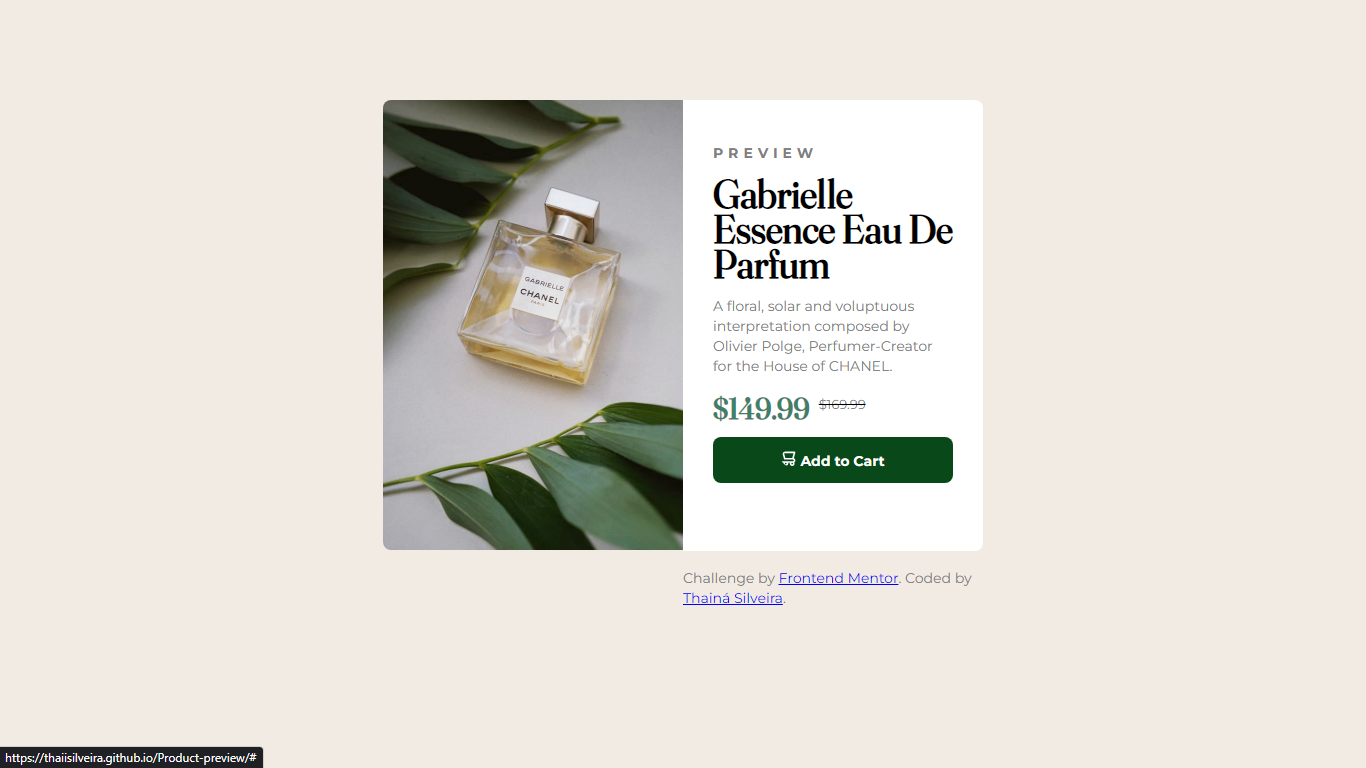 GABRIELLE
CHANEL
PARIS
PREVIEW
Gabrielle
Essence Eau De
Parfum
A floral, solar and voluptuous
interpretation composed by
Olivier Polge, Perfumer-Creator
for the House of CHANEL.
$149.99 $169.99
Add to Cart
Challenge by Frontend Mentor. Coded by
Thainá Silveira.
https://thaiisilveira.github.io/Product-preview/#